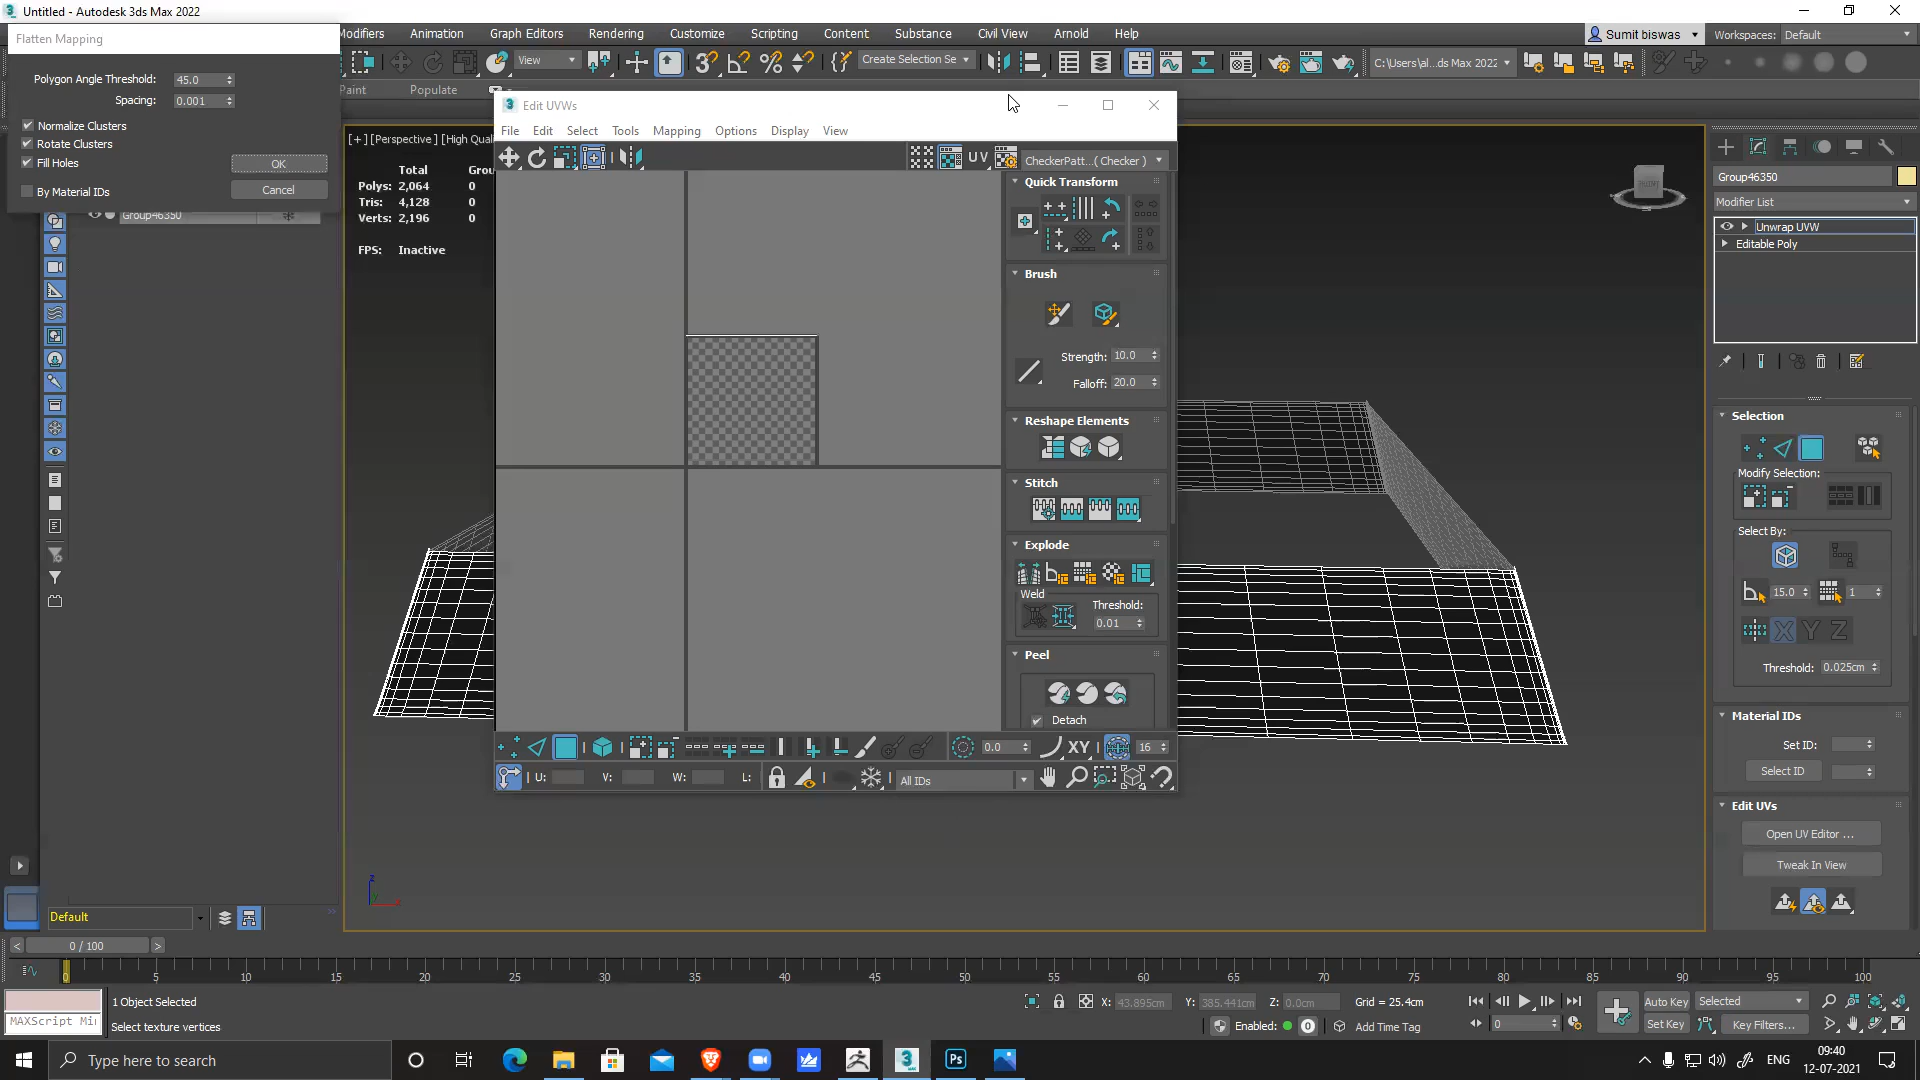 Untitled - Autodesk 3ds Max 2022
Flatten Mapping
Modifiers Animation Graph Editors Rendering Customize Scripting Content Substance Civil View Arnold Help
Sumit biswas Workspaces: Default
View Create Selection Se C:\Users\al...ds Max 2022
Paint Populate
Polygon Angle Threshold: 45.0
Spacing: 0.001
Normalize Clusters
Rotate Clusters
Fill Holes
OK
By Material IDs
Cancel
Group46350
[+] [Perspective] [High Quali
Total Grou
Polys: 2,064 0
Tris: 4,128 0
Verts: 2,196 0
FPS: Inactive
Edit UVWs
File Edit Select Tools Mapping Options Display View
UV CheckerPatt...( Checker )
Quick Transform
Brush
Strength: 10.0
Falloff: 20.0
Reshape Elements
Stitch
Explode
Weld
Threshold:
0.01
Peel
Detach
0.0 XY 16
U: V: W: L: All IDs
Group46350
Modifier List
Unwrap UVW
Editable Poly
Selection
Modify Selection:
Select By:
15.0 1
X Y Z
Threshold: 0.025cm
Material IDs
Set ID:
Select ID
Edit UVs
Open UV Editor ...
Tweak In View
Default
0 / 100
0 5 10 15 20 25 30 35 40 45 50 55 60 65 70 75 80 85 90 95 100
1 Object Selected
MAXScript Mi
Select texture vertices
X: 43.895cm Y: 385.441cm Z: 0.0cm Grid = 25.4cm
Enabled: 0 Add Time Tag
0
Auto Key Selected
Set Key Key Filters...
Type here to search
Ps
ENG
09:40
12-07-2021